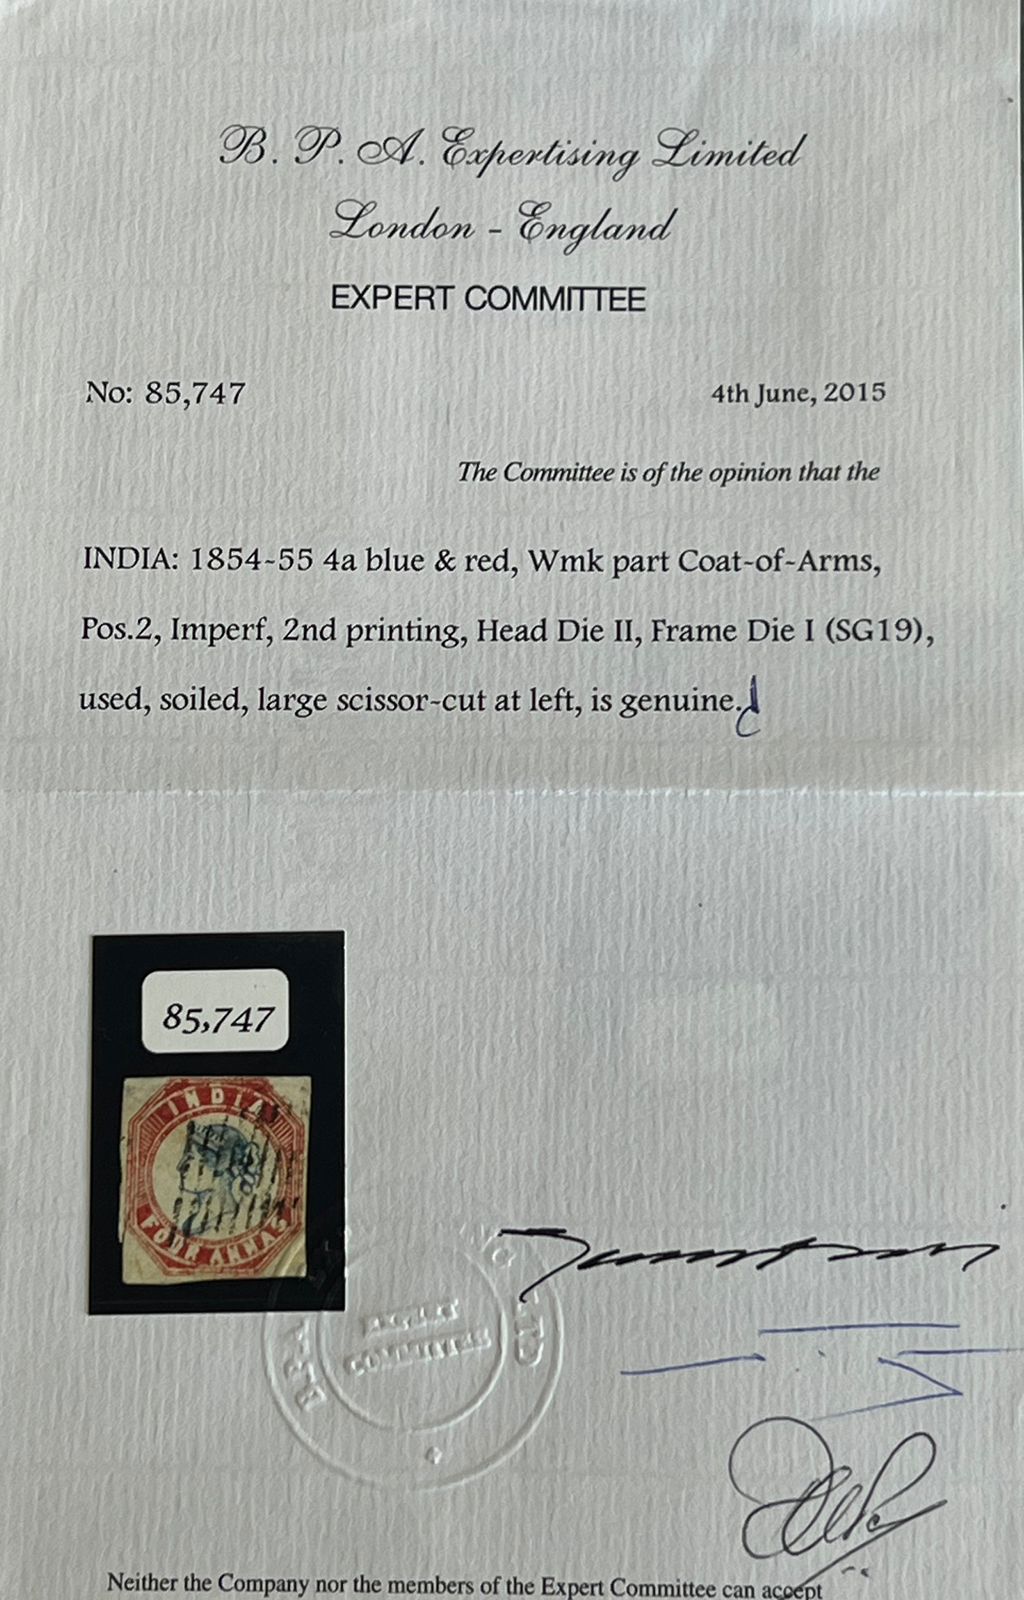 B. P. A. Expertising Limited
London - England
EXPERT COMMITTEE
No: 85,747
4th June, 2015
The Committee is of the opinion that the
INDIA: 1854-55 4a blue & red, Wmk part Coat-of-Arms,
Pos.2, Imperf, 2nd printing, Head Die II, Frame Die I (SG19),
used, soiled, large scissor-cut at left, is genuine.
85,747
INDIA
FOUR ANNAS
B.P.A.
EXPERT
COMMITTEE
LTD
Neither the Company nor the members of the Expert Committee can accept